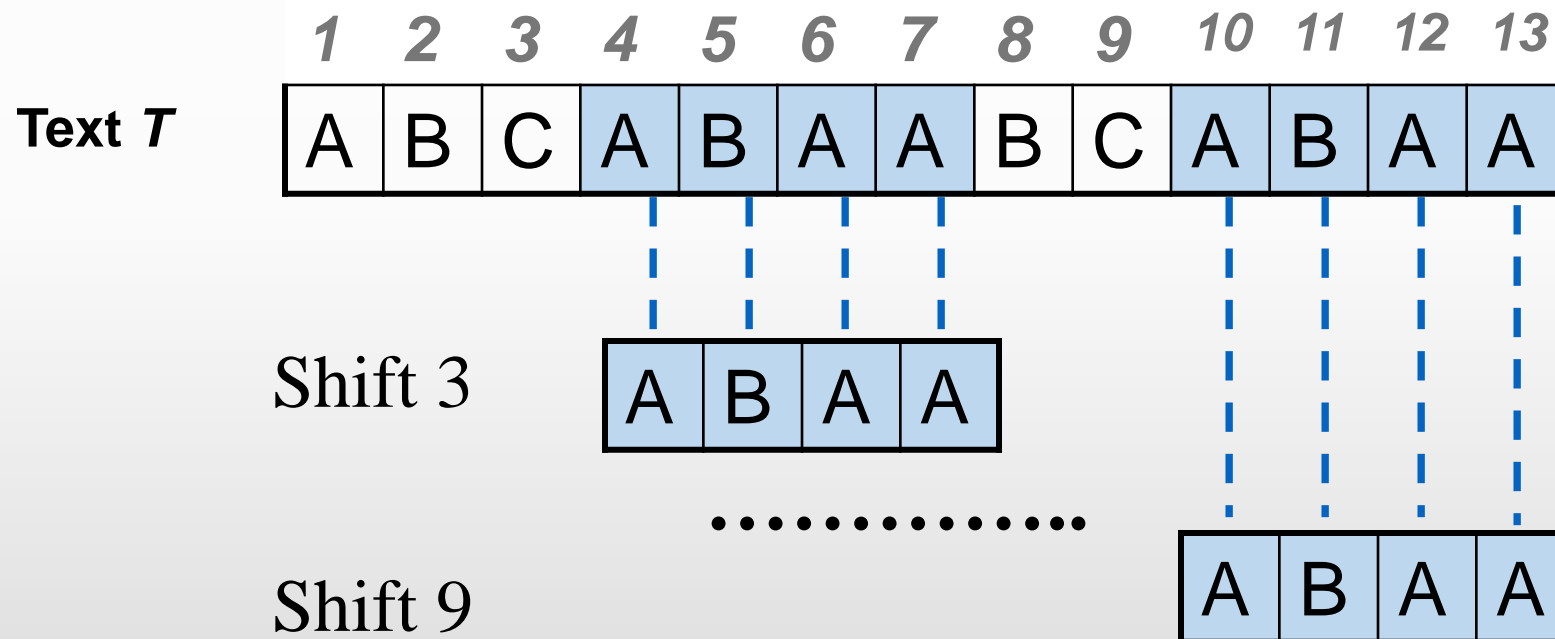 1 2 3 4 5 6 7 8 9 10 11 12 13
Text T A B C A B A A B C A B A A
Shift 3 A B A A
Shift 9 A B A A